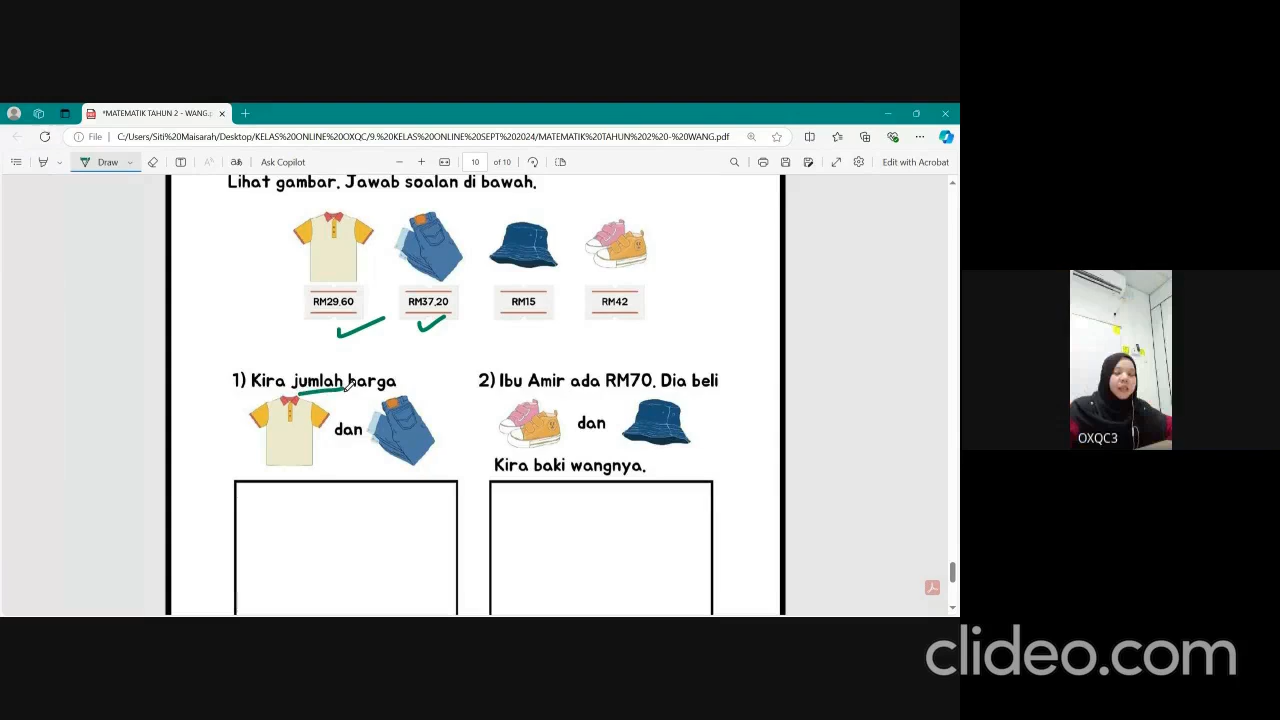 *MATEMATIK TAHUN 2 - WANG.p
File
C:/Users/Siti%20Maisarah/Desktop/KELAS%20ONLINE%20OXQC/9.%20KELAS%20ONLINE%20SEPT%202024/MATEMATIK%20TAHUN%202%20-%20WANG.pdf
Draw
Ask Copilot
10
of 10
Edit with Acrobat
Lihat gambar. Jawab soalan di bawah.
RM29.60
RM37.20
RM15
RM42
1) Kira jumlah harga
dan
2) Ibu Amir ada RM70. Dia beli
dan
Kira baki wangnya.
OXQC3
clideo.com